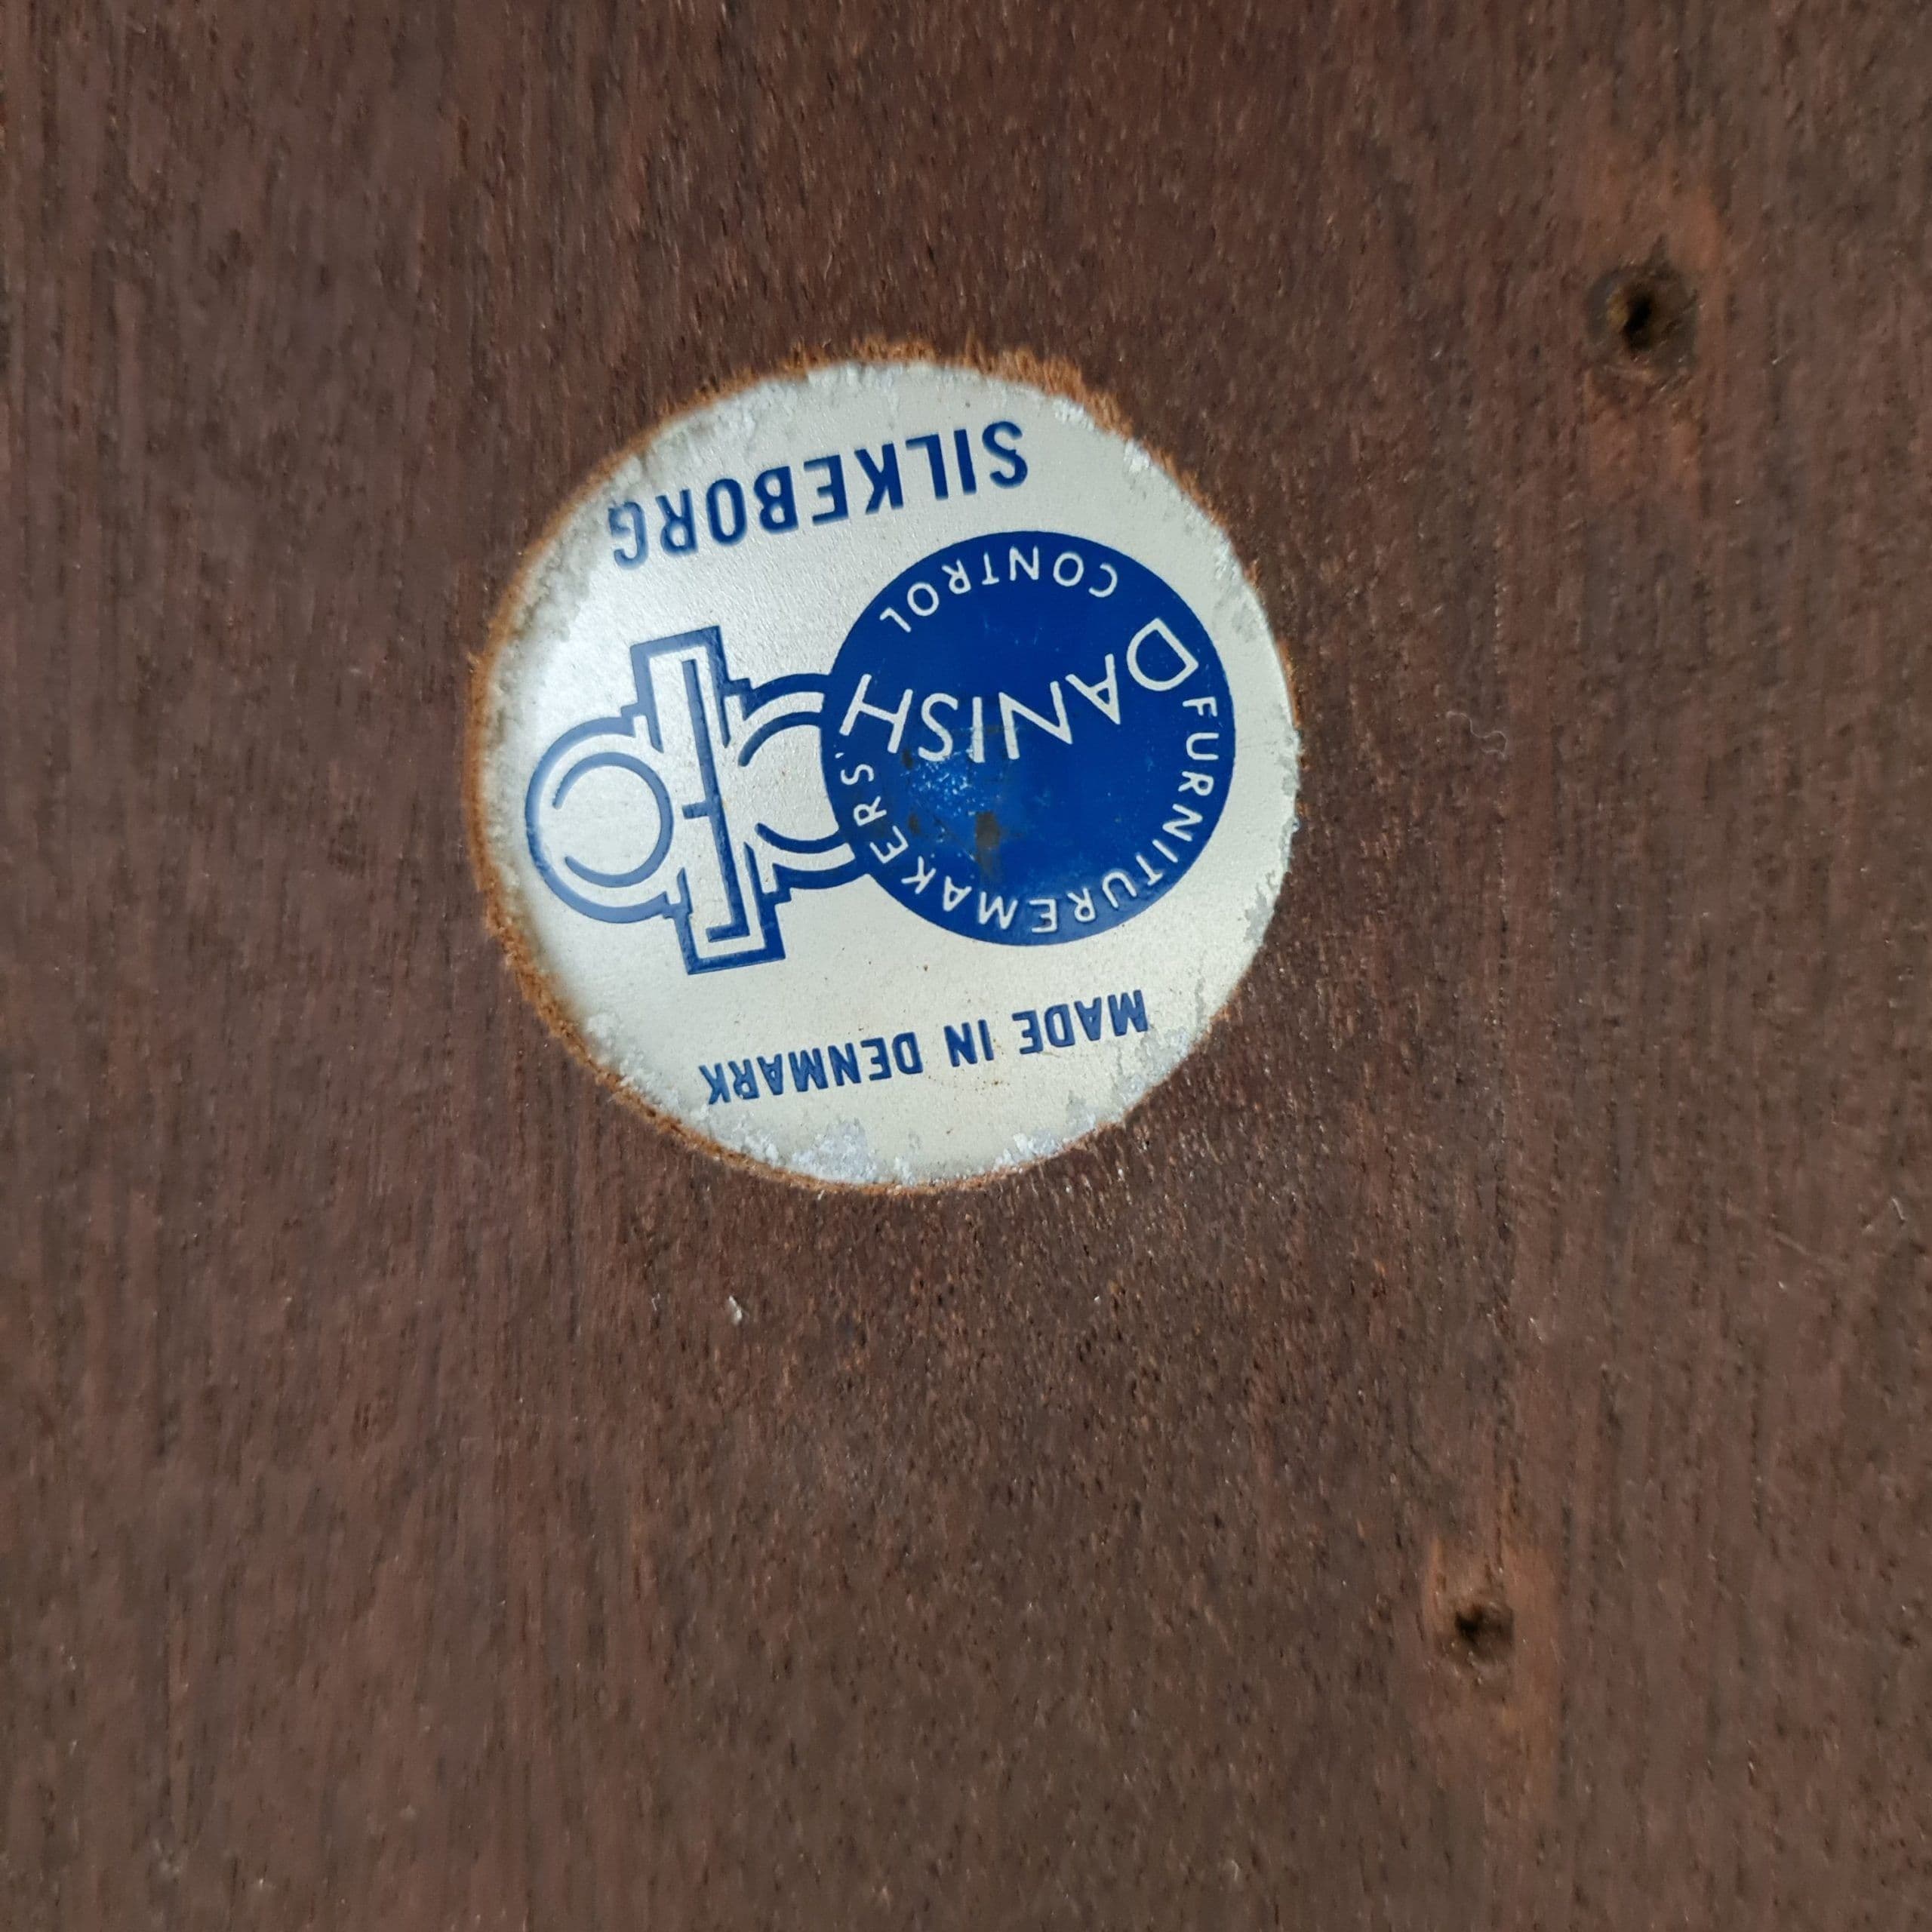 MADE IN DENMARK
DANISH
FURNITUREMAKERS'
CONTROL
SILKEBORG